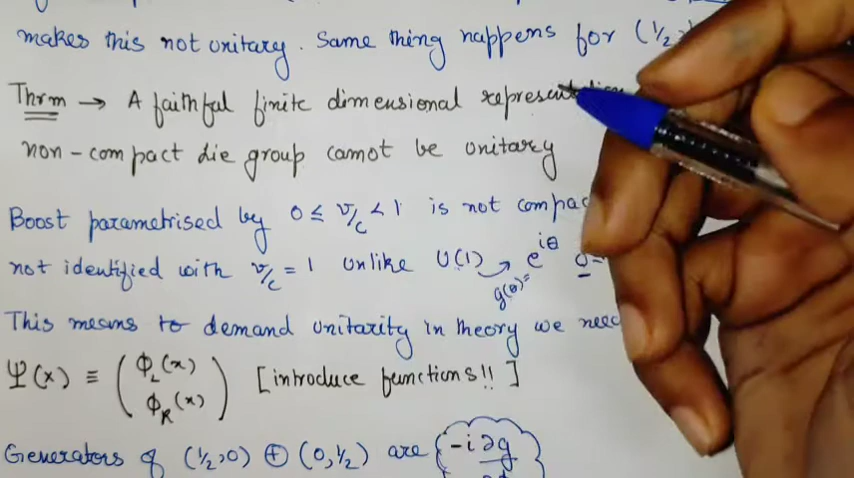 makes this not unitary. Same thing happens for (1/2,
Thrm → A faithful finite dimensional represent
non-compact die group cannot be unitary
Boost parametrised by 0 ≤ v/c < 1 is not compac
not identified with v/c = 1 unlike U(1) → e^{iθ}
g(θ)=
This means to demand unitarity in theory we need
Ψ(x) ≡ ( ϕ_L(x) ϕ_R(x) ) [introduce functions!!]
Generators of (1/2,0) ⊕ (0,1/2) are -i ∂g